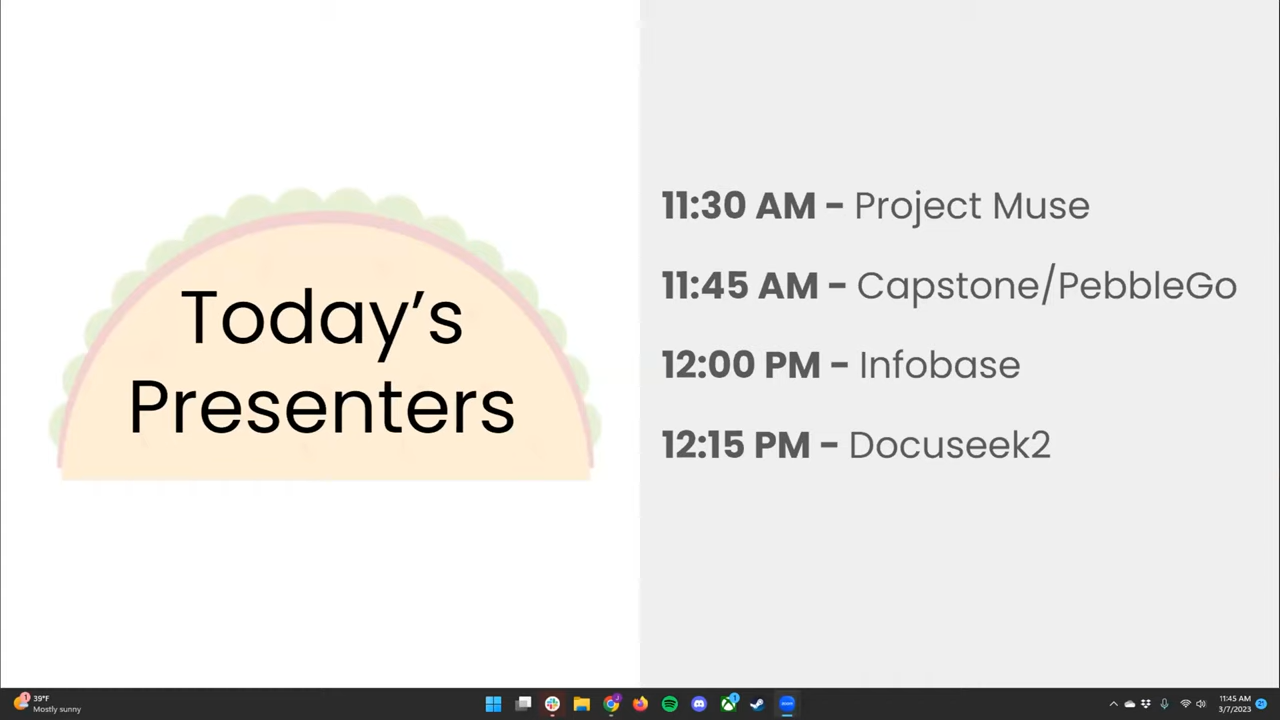 Today’s
Presenters
11:30 AM - Project Muse
11:45 AM - Capstone/PebbleGo
12:00 PM - Infobase
12:15 PM - Docuseek2
39°F
Mostly sunny
11:45 AM
3/7/2023